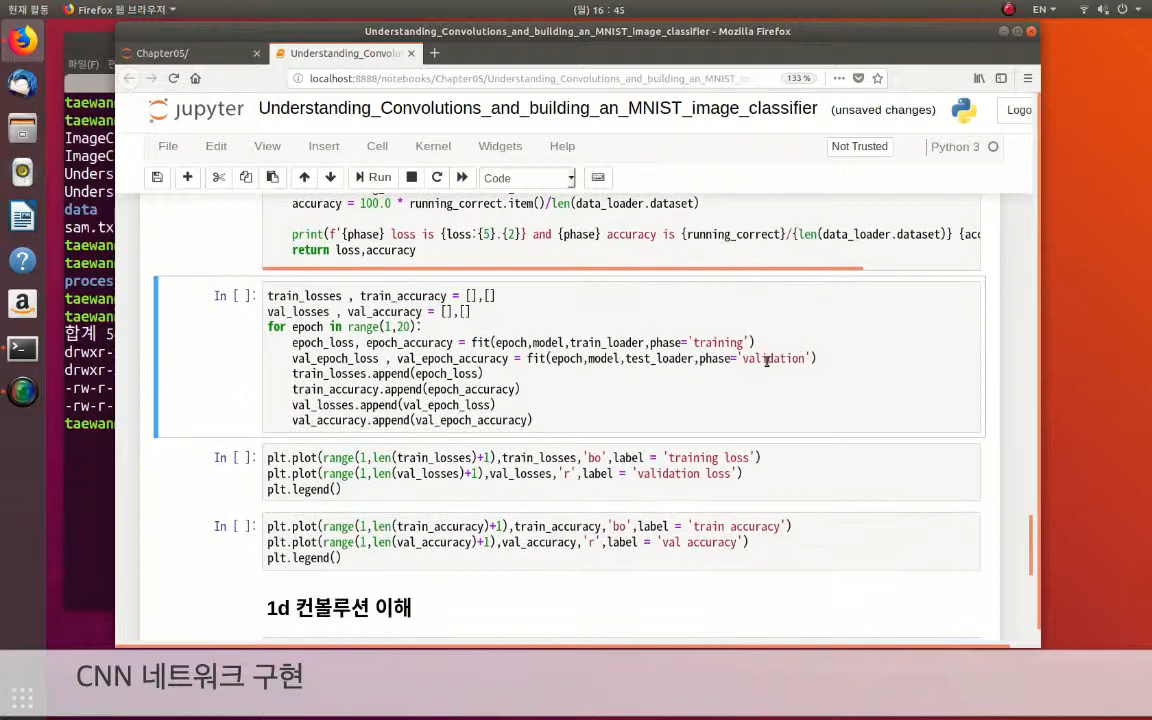 현재 활동
Firefox 웹 브라우저
(월) 16 : 45
EN
Understanding_Convolutions_and_building_an_MNIST_image_classifier - Mozilla Firefox
파일(F)
Chapter05/
Understanding_Convolu
localhost:8888/notebooks/Chapter05/Understanding_Convolutions_and_building_an_MNIST_im
133 %
taewan
taewan
ImageC
ImageC
Unders
Unders
data
sam.tx
taewan
taewan
proces
taewan
taewan
합계 5
drwxr-
drwxr-
-rw-r-
-rw-r-
taewan
jupyter
Understanding_Convolutions_and_building_an_MNIST_image_classifier
(unsaved changes)
Logo
File Edit View Insert Cell Kernel Widgets Help
Not Trusted
Python 3
Run
Code
accuracy = 100.0 * running_correct.item()/len(data_loader.dataset)
print(f'{phase} loss is {loss:{5}.{2}} and {phase} accuracy is {running_correct}/{len(data_loader.dataset)} {acc
return loss,accuracy
In [ ]:
train_losses , train_accuracy = [],[]
val_losses , val_accuracy = [],[]
for epoch in range(1,20):
epoch_loss, epoch_accuracy = fit(epoch,model,train_loader,phase='training')
val_epoch_loss , val_epoch_accuracy = fit(epoch,model,test_loader,phase='validation')
train_losses.append(epoch_loss)
train_accuracy.append(epoch_accuracy)
val_losses.append(val_epoch_loss)
val_accuracy.append(val_epoch_accuracy)
In [ ]:
plt.plot(range(1,len(train_losses)+1),train_losses,'bo',label = 'training loss')
plt.plot(range(1,len(val_losses)+1),val_losses,'r',label = 'validation loss')
plt.legend()
In [ ]:
plt.plot(range(1,len(train_accuracy)+1),train_accuracy,'bo',label = 'train accuracy')
plt.plot(range(1,len(val_accuracy)+1),val_accuracy,'r',label = 'val accuracy')
plt.legend()
1d 컨볼루션 이해
CNN 네트워크 구현